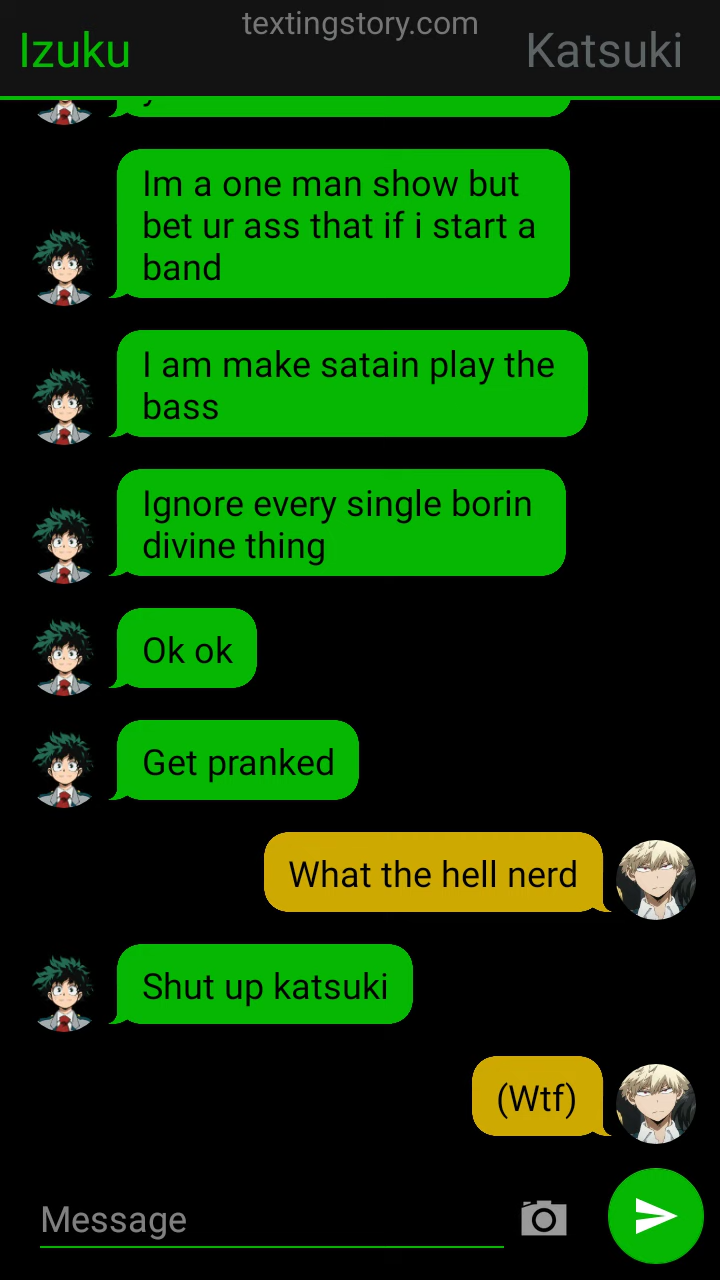 textingstory.com
Izuku
Katsuki
Im a one man show but
bet ur ass that if i start a
band
I am make satain play the
bass
Ignore every single borin
divine thing
Ok ok
Get pranked
What the hell nerd
Shut up katsuki
(Wtf)
Message